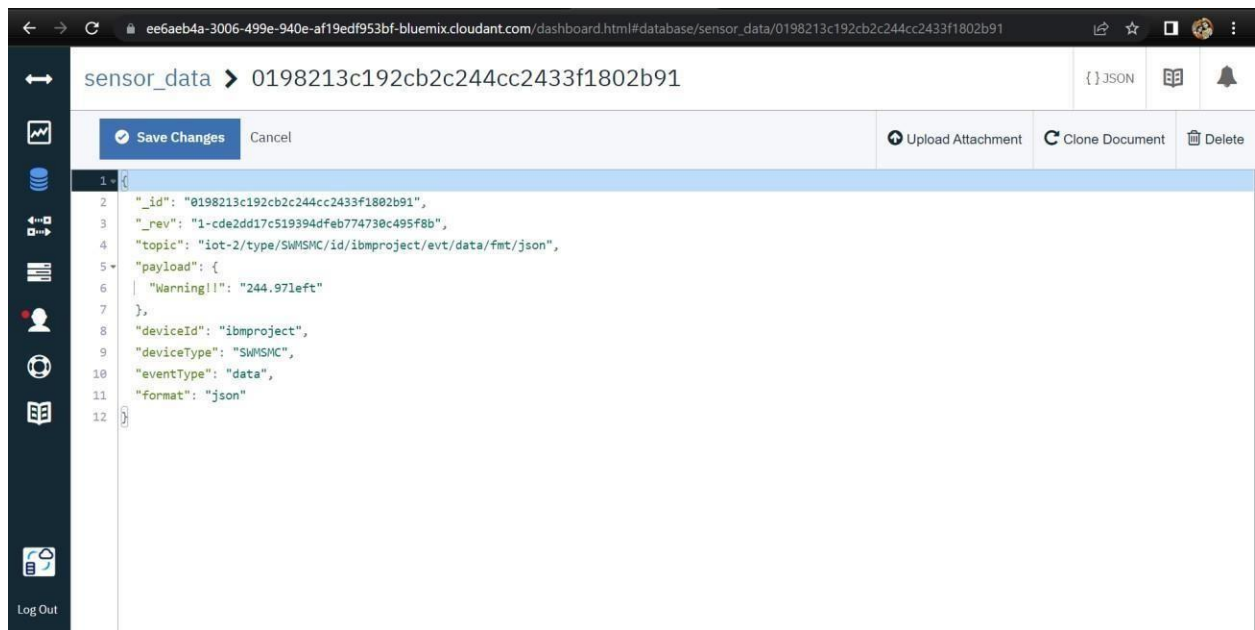 ee6aeb4a-3006-499e-940e-af19edf953bf-bluemix.cloudant.com/dashboard.html#database/sensor_data/0198213c192cb2c244cc2433f1802b91
sensor_data > 0198213c192cb2c244cc2433f1802b91
{ } JSON
Save Changes Cancel Upload Attachment Clone Document Delete
1 {
2 "_id": "0198213c192cb2c244cc2433f1802b91",
3 "_rev": "1-cde2dd17c519394dfeb774730c495f8b",
4 "topic": "iot-2/type/SWMSMC/id/ibmproject/evt/data/fmt/json",
5 "payload": {
6 "Warning!!": "244.97left"
7 },
8 "deviceId": "ibmproject",
9 "deviceType": "SWMSMC",
10 "eventType": "data",
11 "format": "json"
12 }
Log Out